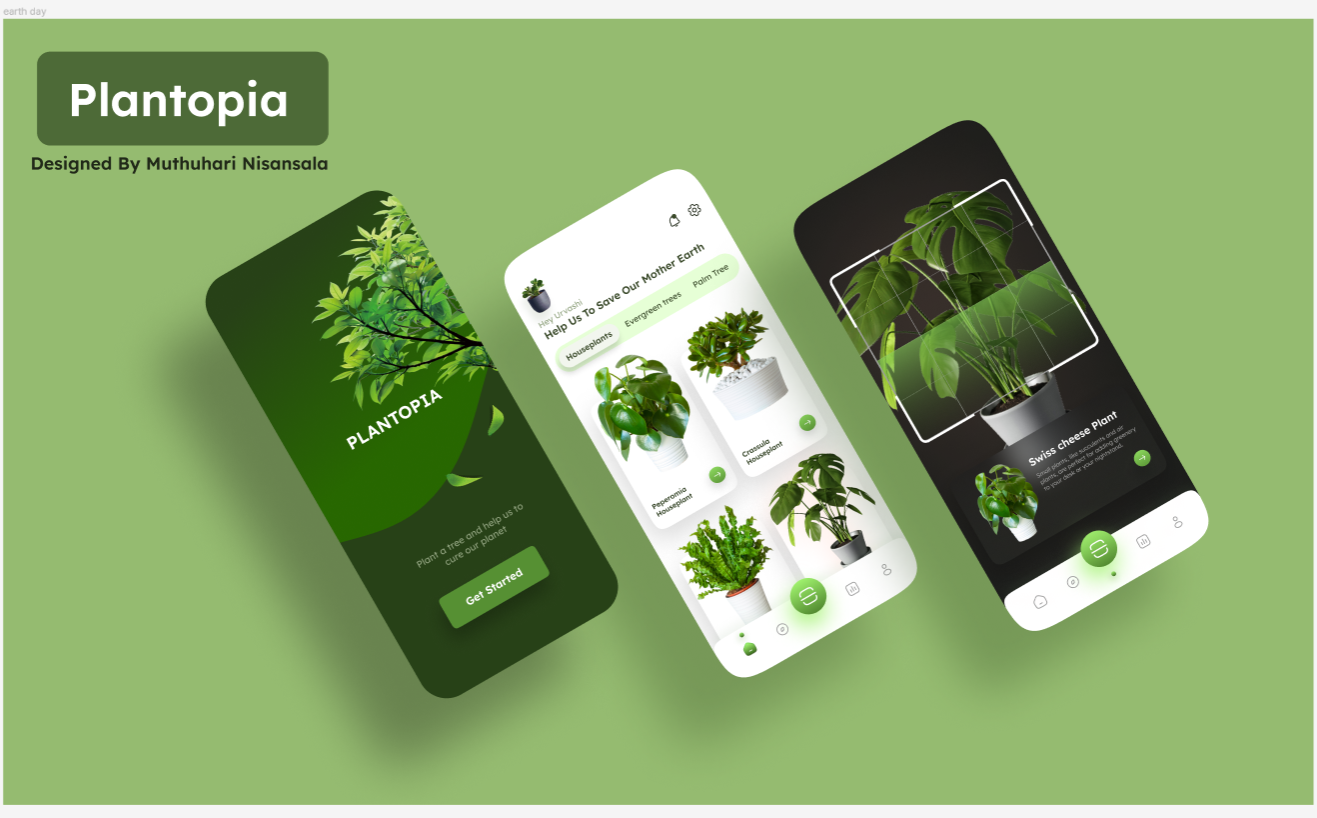 earth day
Plantopia
Designed By Muthuhari Nisansala
PLANTOPIA
Plant a tree and help us to
cure our planet
Get Started
Hey Urvashi
Help Us To Save Our Mother Earth
Houseplants
Evergreen trees
Palm Tree
Peperomia
Houseplant
Crassula
Houseplant
Swiss cheese Plant
Small plants, like succulents and air
plants, are perfect for adding greenery
to your desk or your nightstand.